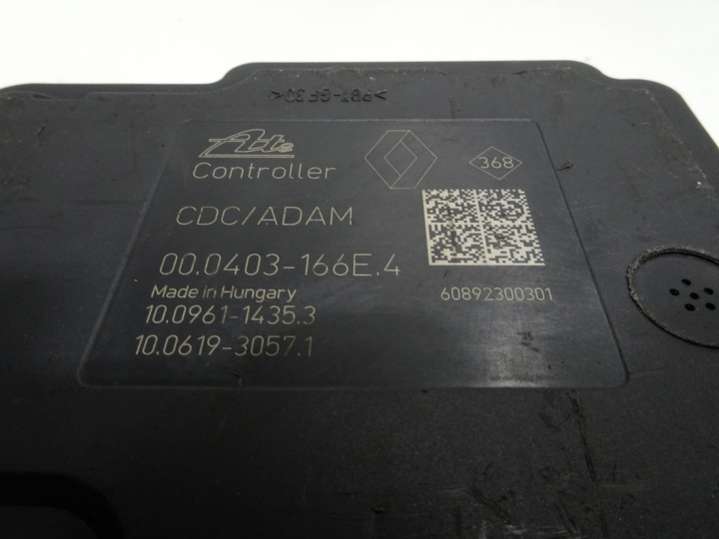 >PBT-GF30<
Ate
Controller
368
CDC/ADAM
00.0403-166E.4
Made in Hungary
60892300301
10.0961-1435.3
10.0619-3057.1